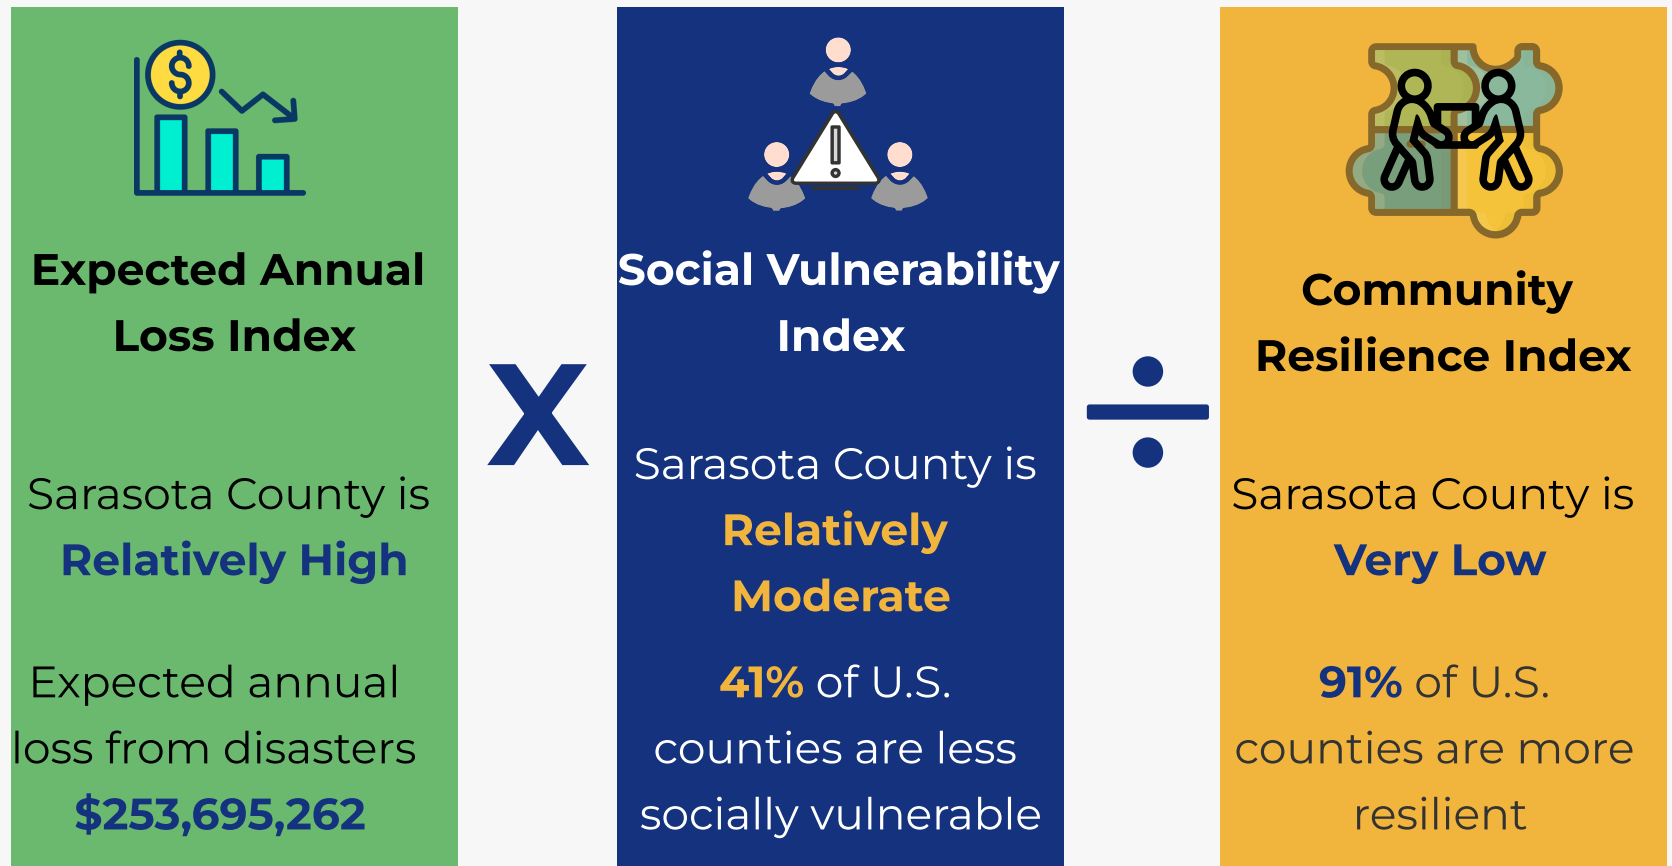 Expected Annual
Loss Index
Sarasota County is
Relatively High
Expected annual
loss from disasters
$253,695,262
X
Social Vulnerability
Index
Sarasota County is
Relatively
Moderate
41% of U.S.
counties are less
socially vulnerable
÷
Community
Resilience Index
Sarasota County is
Very Low
91% of U.S.
counties are more
resilient